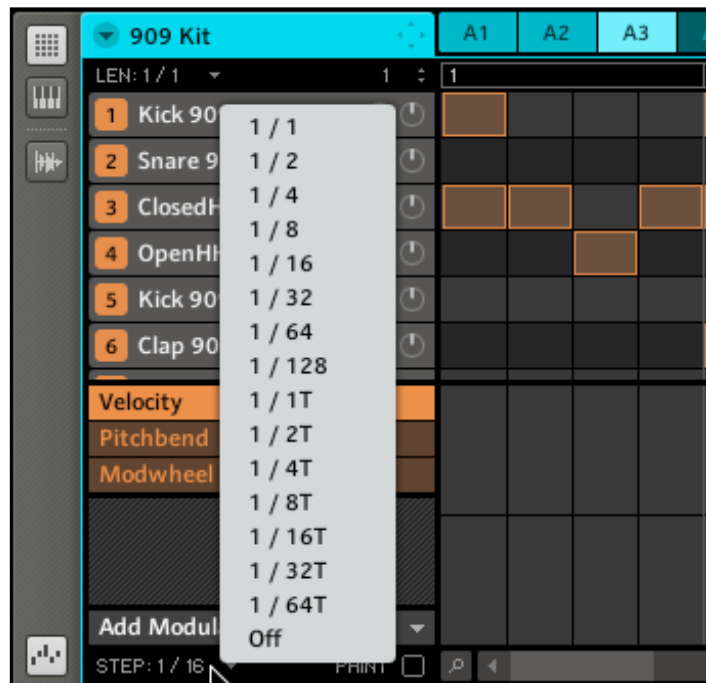 909 Kit
A1 A2 A3
LEN: 1 / 1 1 1
1 Kick 90
2 Snare 9
3 ClosedH
4 OpenHH
5 Kick 90
6 Clap 90
1 / 1
1 / 2
1 / 4
1 / 8
1 / 16
1 / 32
1 / 64
1 / 128
1 / 1T
1 / 2T
1 / 4T
1 / 8T
1 / 16T
1 / 32T
1 / 64T
Off
Velocity
Pitchbend
Modwheel
Add Modul
STEP: 1 / 16 PRINT